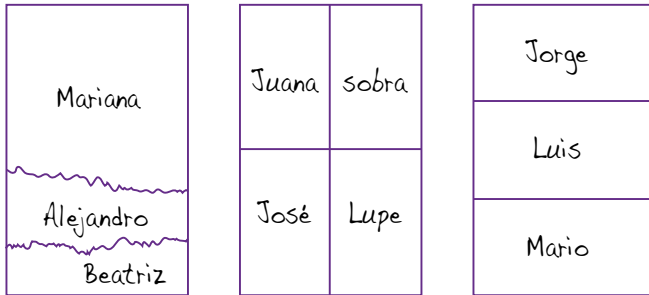 Mariana
Alejandro
Beatriz
Juana sobra
José Lupe
Jorge
Luis
Mario